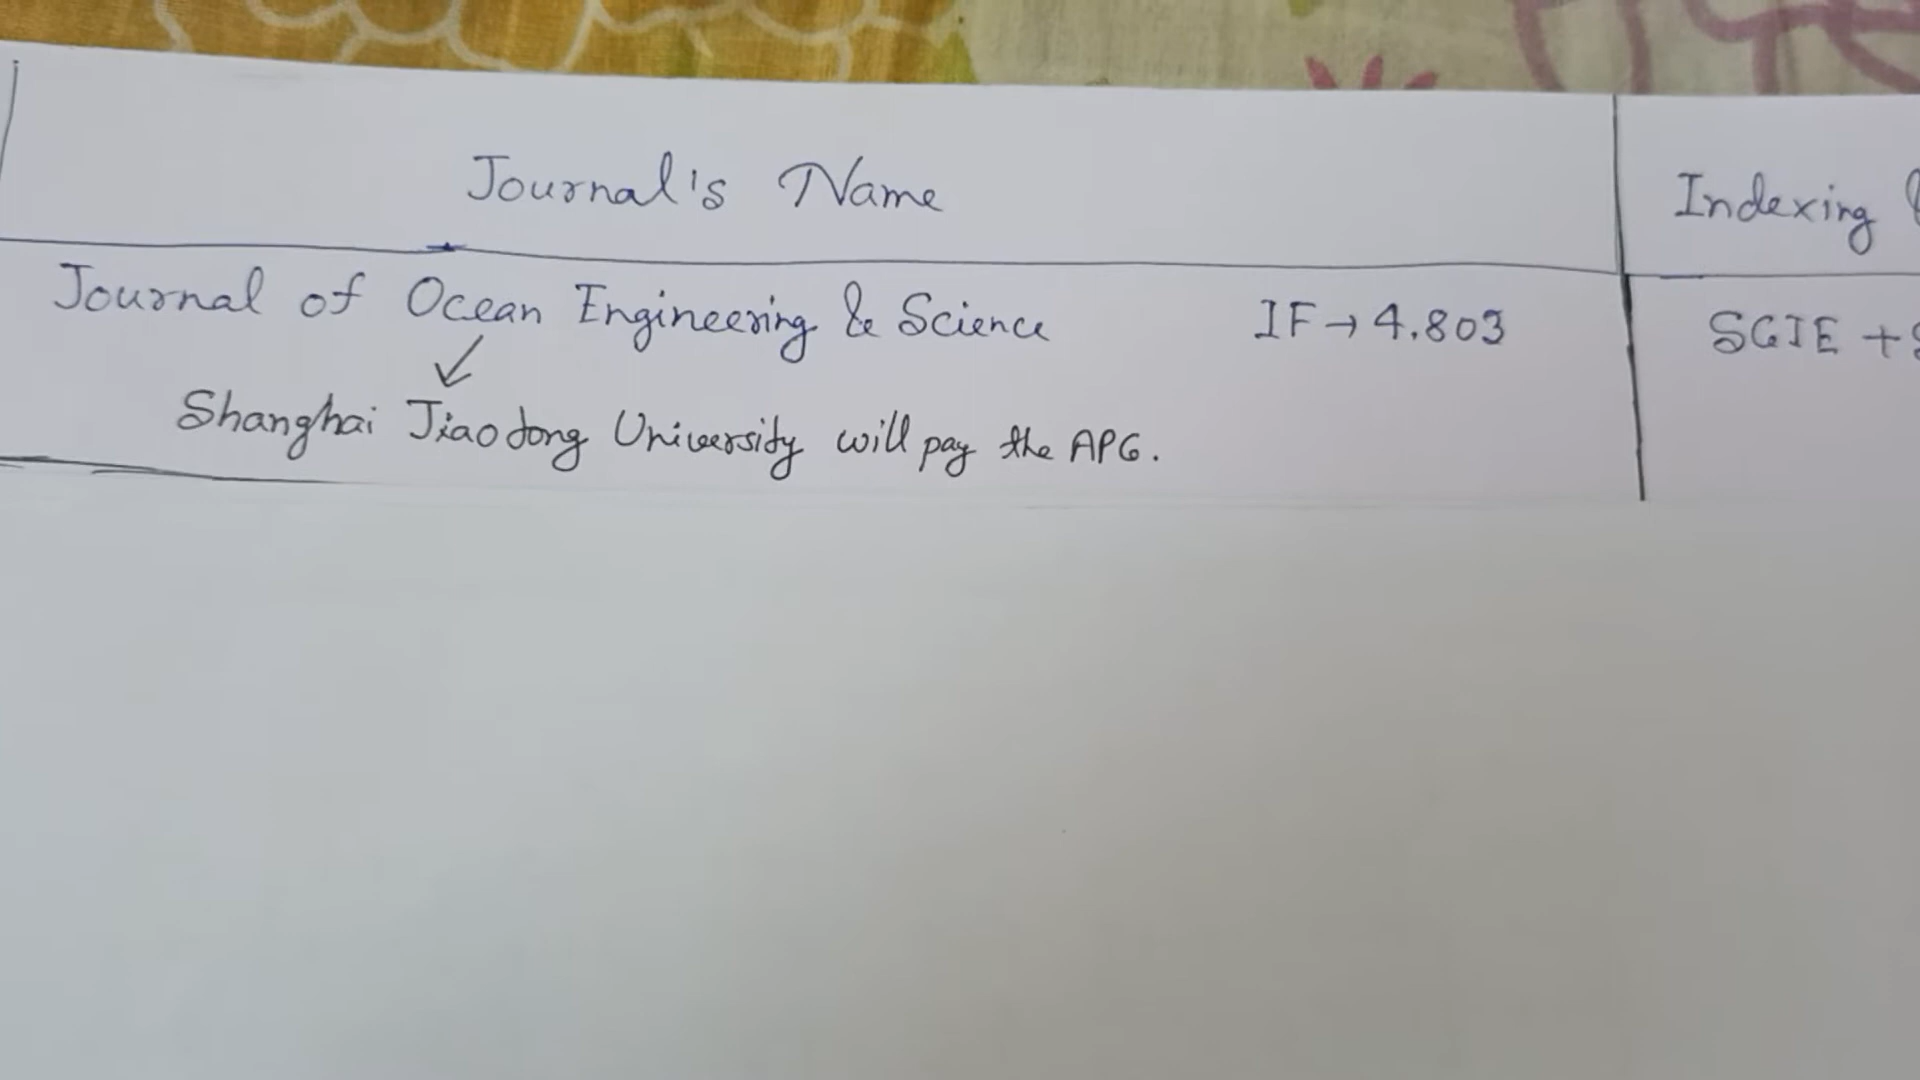 Journal's Name
Indexing
Journal of Ocean Engineering & Science IF → 4.803
SCIE +
Shanghai Jiaotong University will pay the APC.